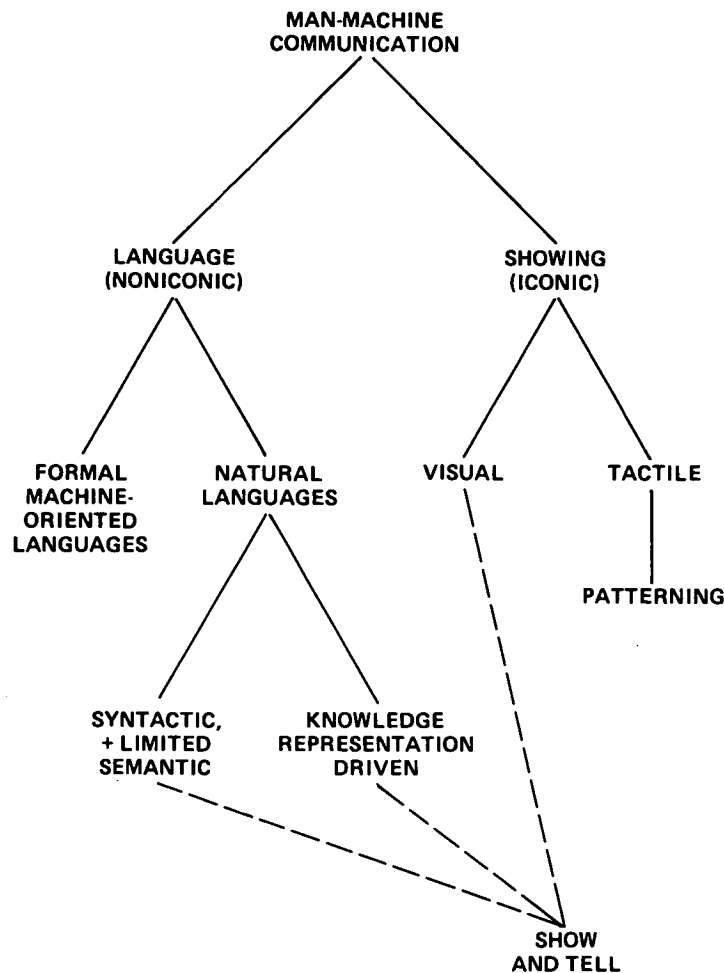 MAN-MACHINE
COMMUNICATION
LANGUAGE
(NONICONIC)
SHOWING
(ICONIC)
FORMAL
MACHINE-
ORIENTED
LANGUAGES
NATURAL
LANGUAGES
VISUAL
TACTILE
PATTERNING
SYNTACTIC,
+ LIMITED
SEMANTIC
KNOWLEDGE
REPRESENTATION
DRIVEN
SHOW
AND TELL